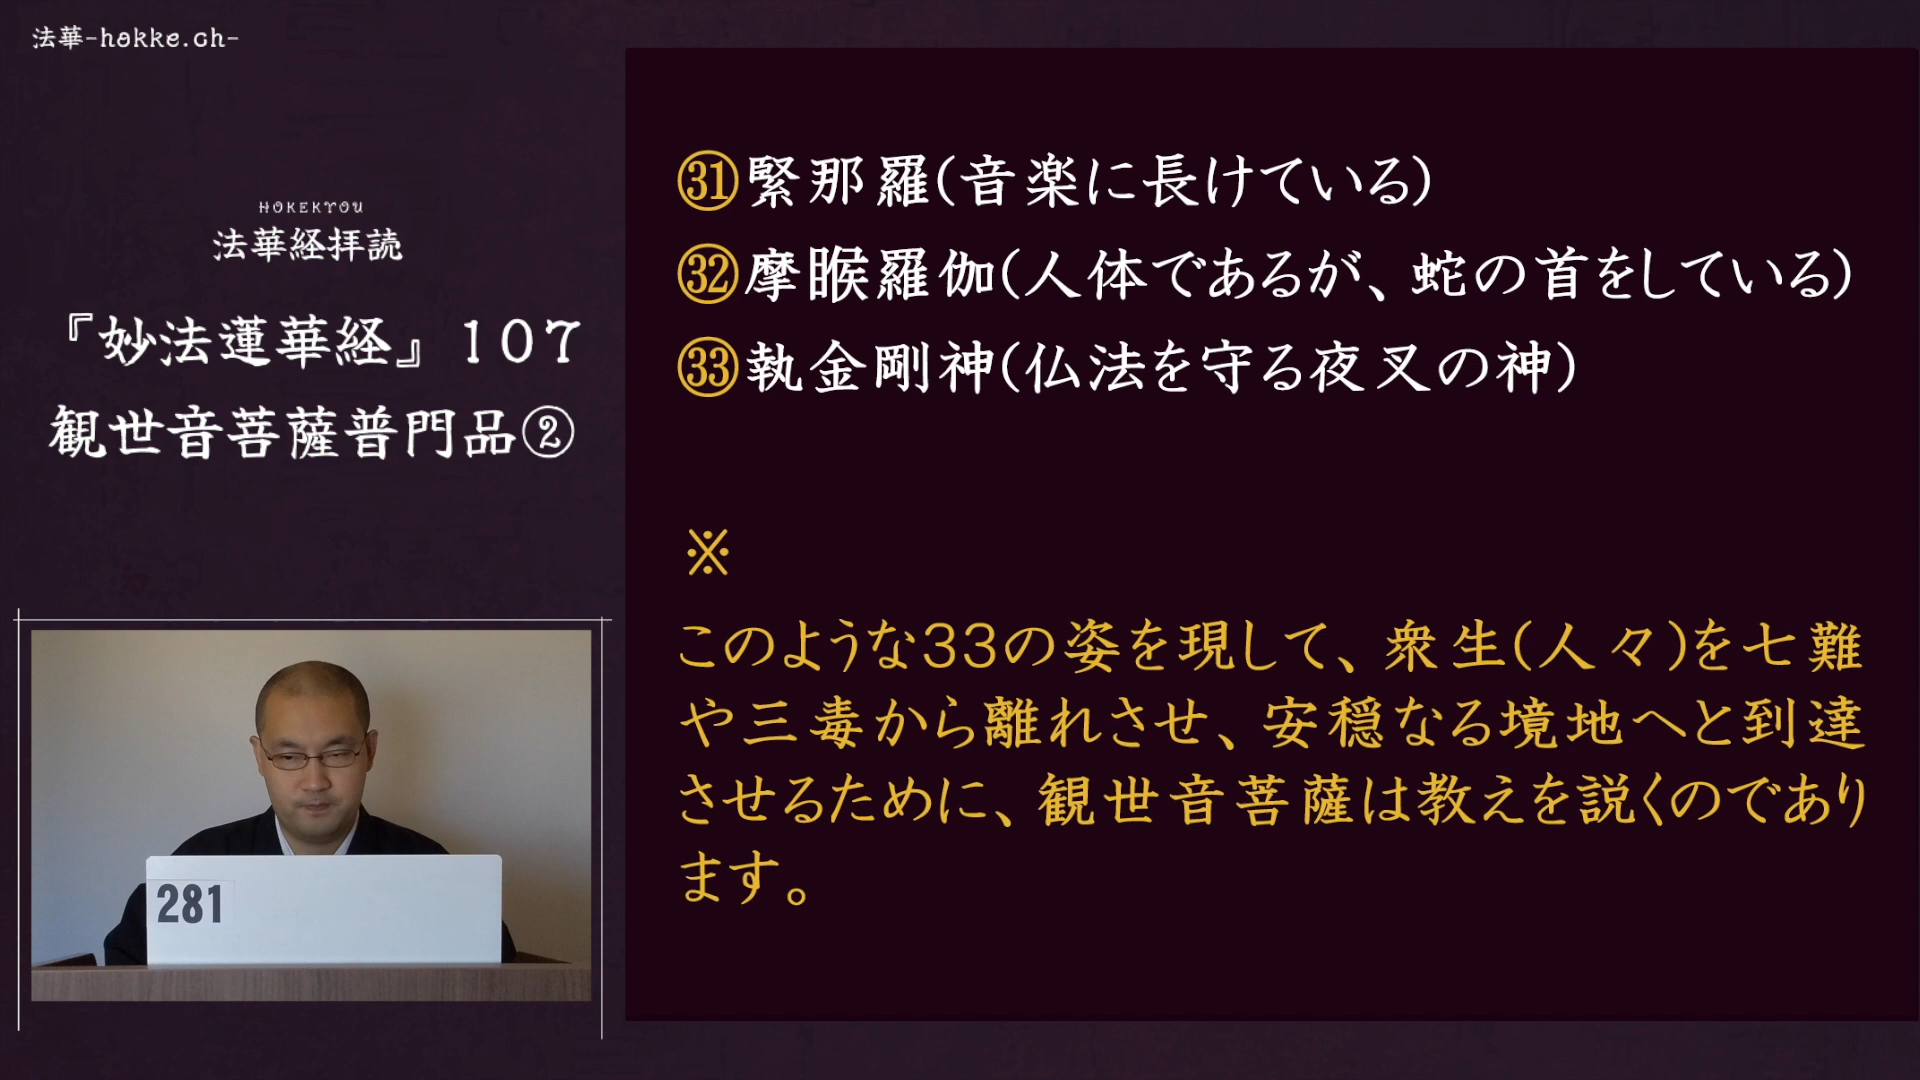 法華-hokke.ch-
HOKEKYOU
法華経拝読
『妙法蓮華経』107
観世音菩薩普門品②
281
㉛緊那羅(音楽に長けている)
㉜摩睺羅伽(人体であるが、蛇の首をしている)
㉝執金剛神(仏法を守る夜叉の神)
※
このような33の姿を現して、衆生(人々)を七難
や三毒から離れさせ、安穏なる境地へと到達
させるために、観世音菩薩は教えを説くのであり
ます。